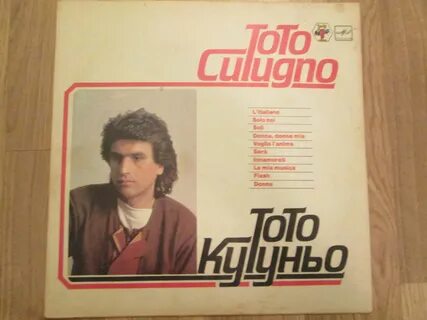 Toto
Cutugno
L'Italiano
Solo noi
Soli
Donna, donna mia
Voglio l'anima
Serà
Innamorati
La mia musica
Flash
Donna
Тото
Кутуньо